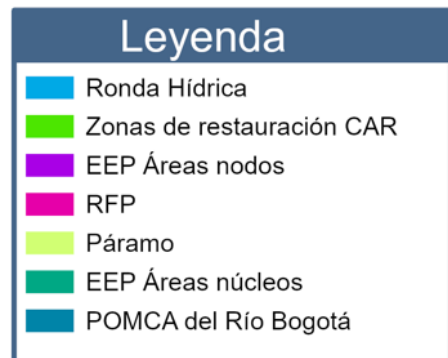 Leyenda
Ronda Hídrica
Zonas de restauración CAR
EEP Áreas nodos
RFP
Páramo
EEP Áreas núcleos
POMCA del Río Bogotá